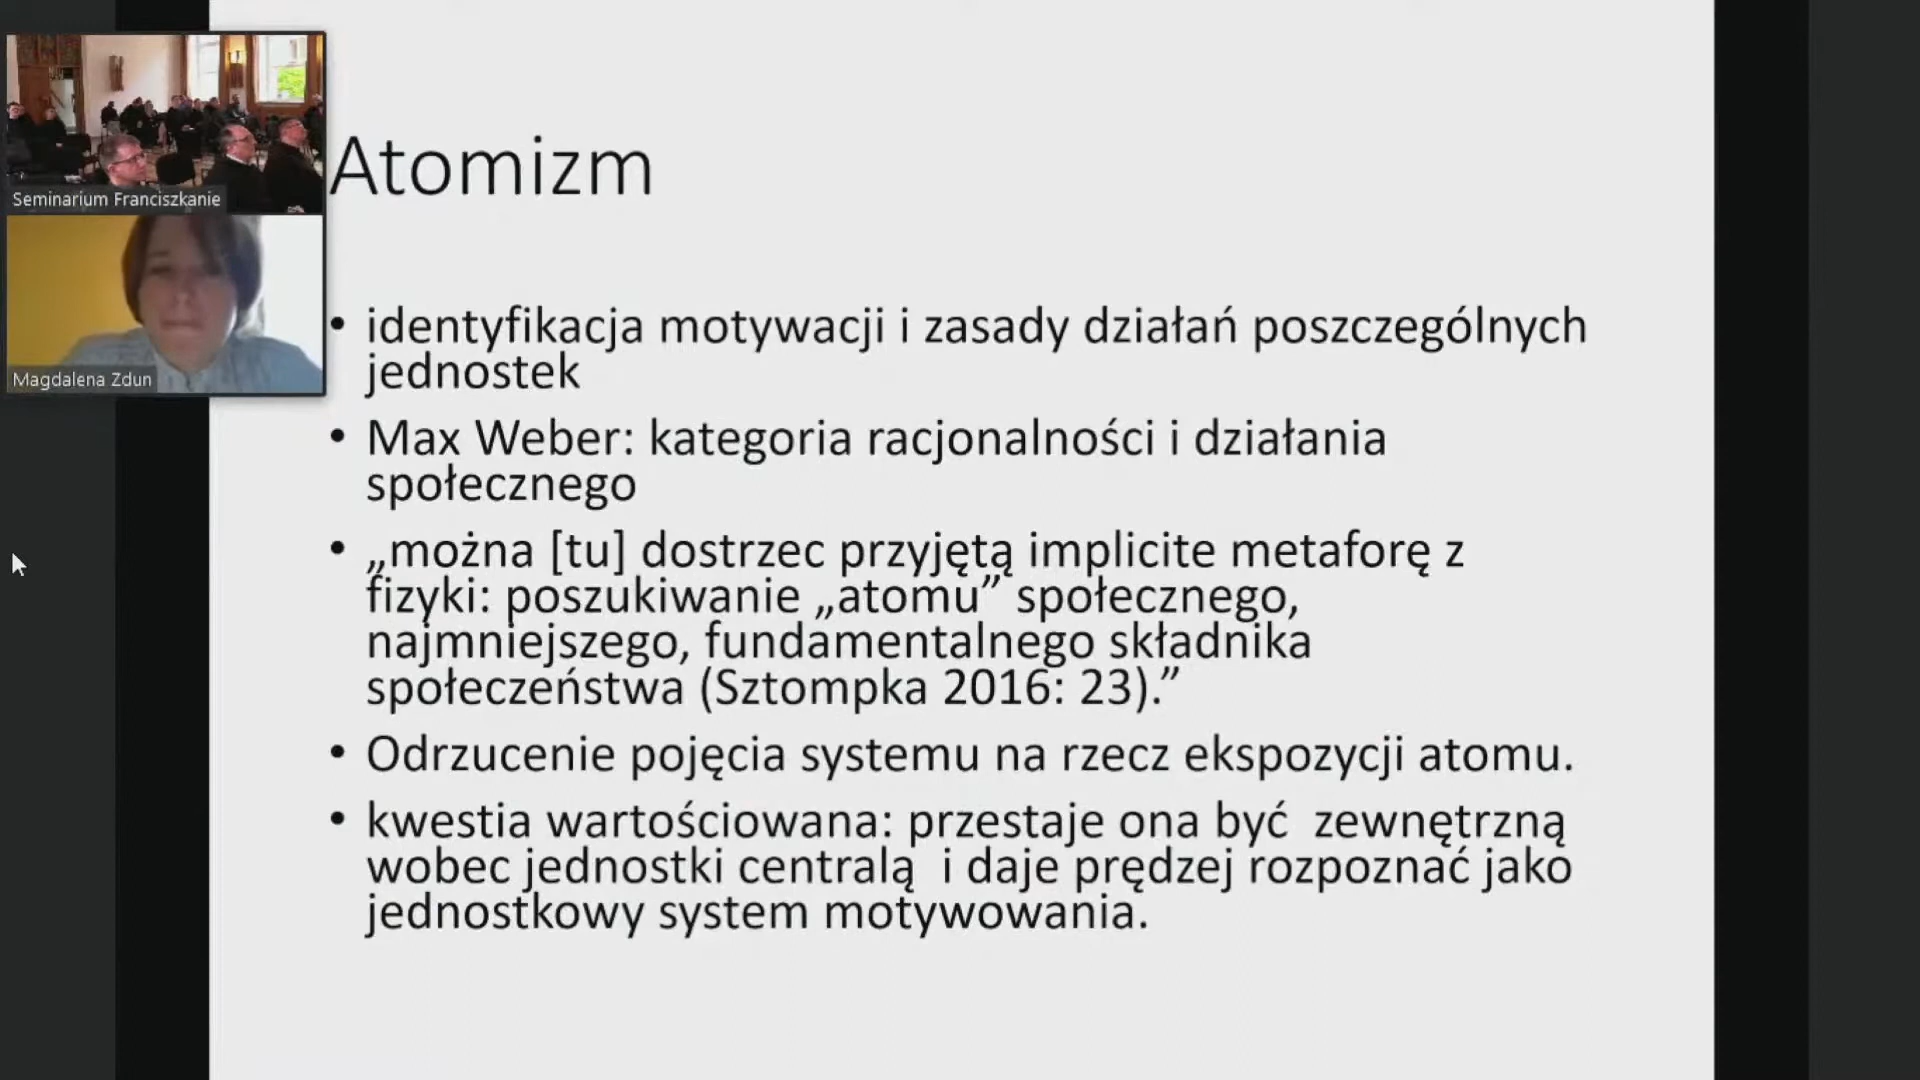 Seminarium Franciszkanie
Magdalena Zdun
Atomizm
• identyfikacja motywacji i zasady działań poszczególnych
jednostek
• Max Weber: kategoria racjonalności i działania
społecznego
• „można [tu] dostrzec przyjętą implicite metaforę z
fizyki: poszukiwanie „atomu” społecznego,
najmniejszego, fundamentalnego składnika
społeczeństwa (Sztompka 2016: 23).”
• Odrzucenie pojęcia systemu na rzecz ekspozycji atomu.
• kwestia wartościowana: przestaje ona być  zewnętrzną
wobec jednostki centralą  i daje prędzej rozpoznać jako
jednostkowy system motywowania.